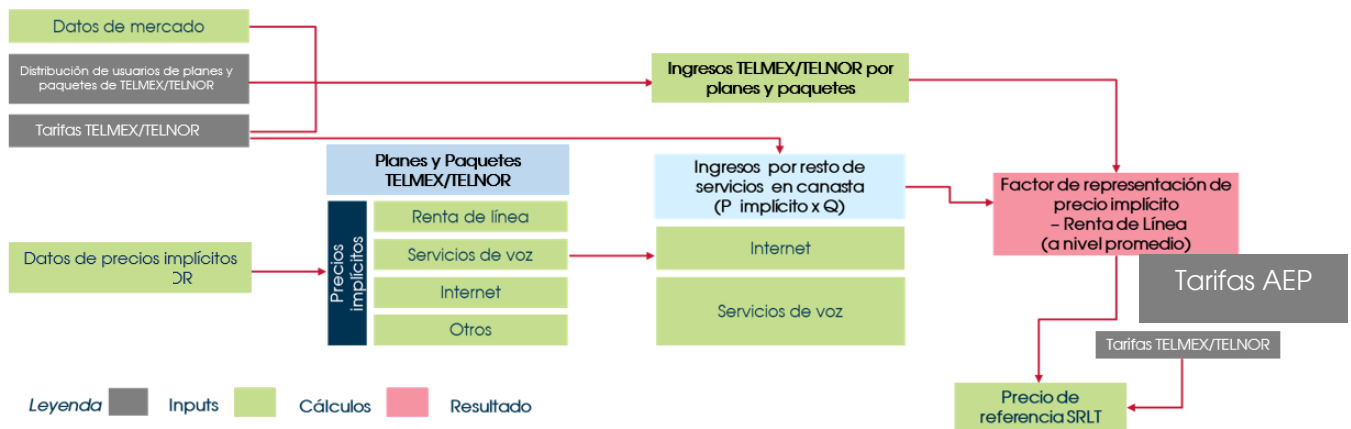 Datos de mercado
Distribución de usuarios de planes y
paquetes de TELMEX/TELNOR
Tarifas TELMEX/TELNOR
Ingresos TELMEX/TELNOR por
planes y paquetes
Planes y Paquetes
TELMEX/TELNOR
Precios
implícitos
Renta de línea
Servicios de voz
Internet
Otros
Datos de precios implícitos
Ingresos por resto de
servicios en canasta
(P implícito x Q)
Internet
Servicios de voz
Factor de representación de
precio implícito
– Renta de Línea
(a nivel promedio)
Tarifas AEP
Tarifas TELMEX/TELNOR
Precio de
referencia SRLT
Leyenda
Inputs
Cálculos
Resultado